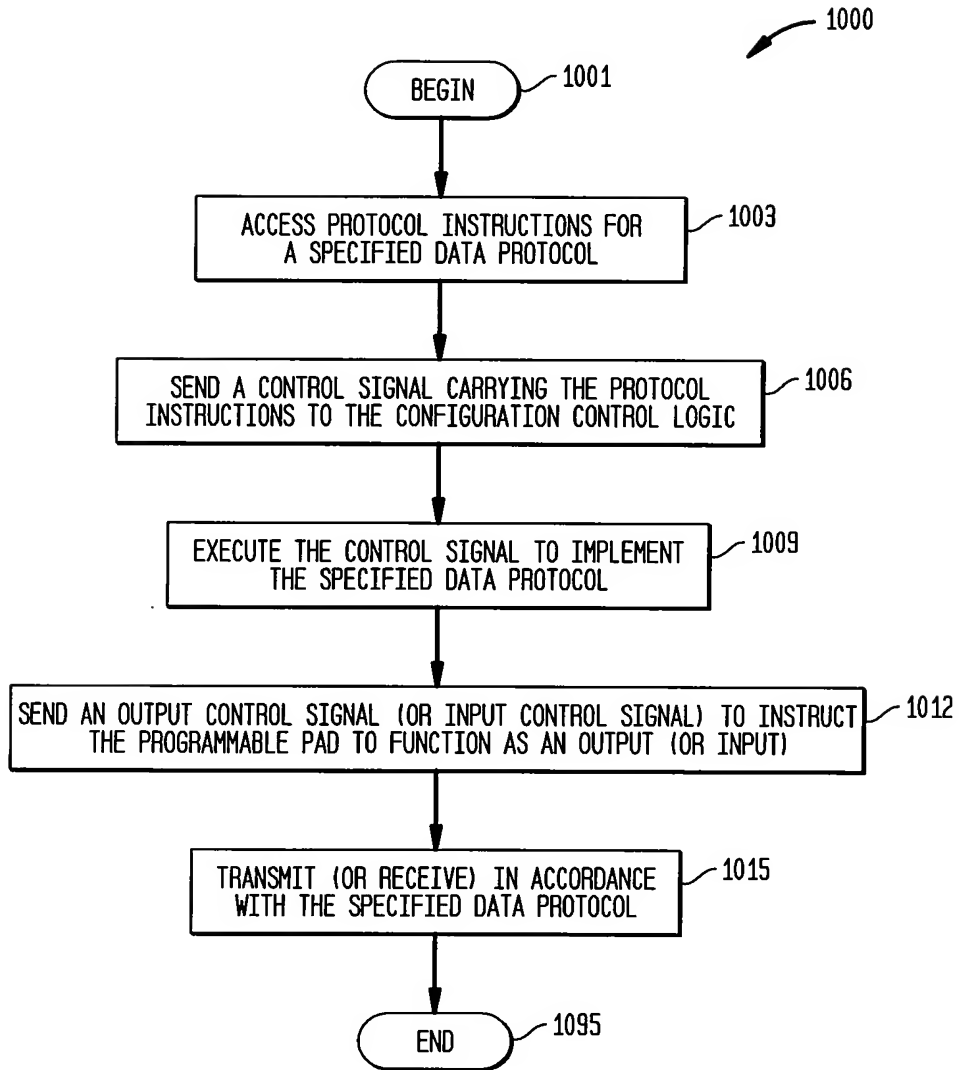 1000
BEGIN
1001
ACCESS PROTOCOL INSTRUCTIONS FOR
A SPECIFIED DATA PROTOCOL
1003
SEND A CONTROL SIGNAL CARRYING THE PROTOCOL
INSTRUCTIONS TO THE CONFIGURATION CONTROL LOGIC
1006
EXECUTE THE CONTROL SIGNAL TO IMPLEMENT
THE SPECIFIED DATA PROTOCOL
1009
SEND AN OUTPUT CONTROL SIGNAL (OR INPUT CONTROL SIGNAL) TO INSTRUCT
THE PROGRAMMABLE PAD TO FUNCTION AS AN OUTPUT (OR INPUT)
1012
TRANSMIT (OR RECEIVE) IN ACCORDANCE
WITH THE SPECIFIED DATA PROTOCOL
1015
END
1095